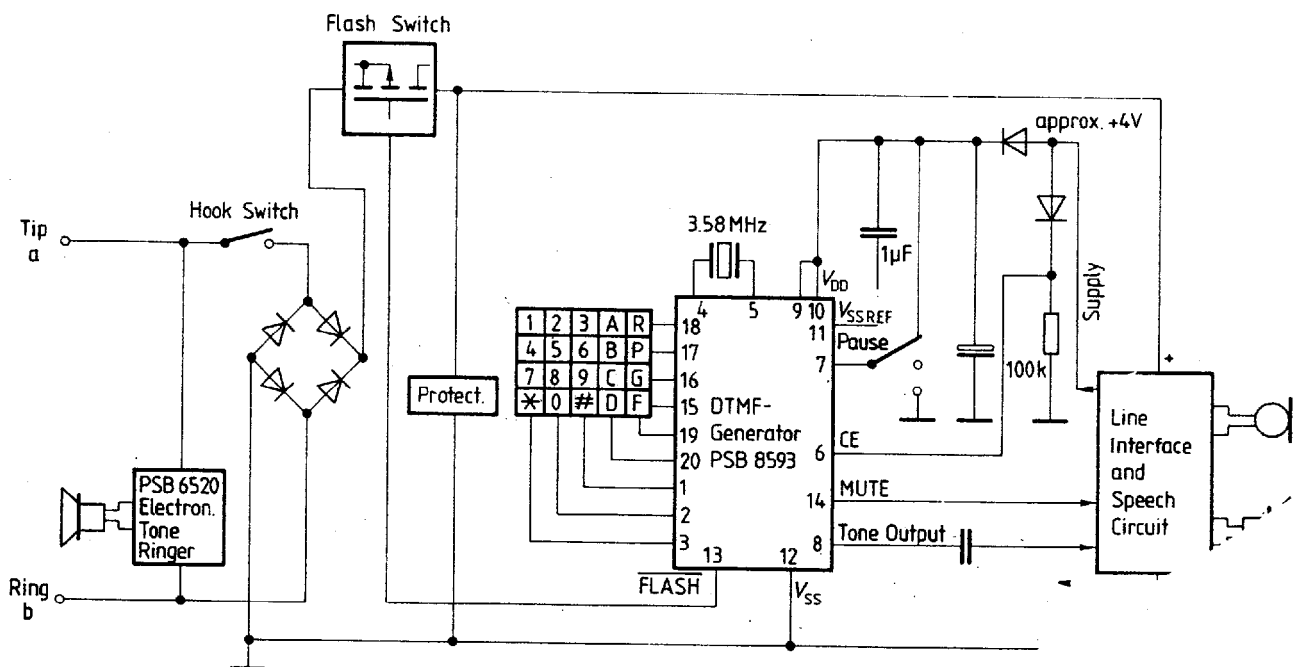 Flash Switch
approx. +4V
Hook Switch
Tip
a
3.58 MHz
1µF
V_DD
Supply
4
5
9
10
V_SSREF
11
Pause
7
100k
1 2 3 A R
4 5 6 B P
7 8 9 C G
* 0 # D F
18
17
16
15
19
20
1
2
3
DTMF-
Generator
PSB 8593
Protect.
+
Line
Interface
and
Speech
Circuit
6
CE
14
MUTE
8
Tone Output
13
12
FLASH
V_SS
PSB 6520
Electron.
Tone
Ringer
Ring
b